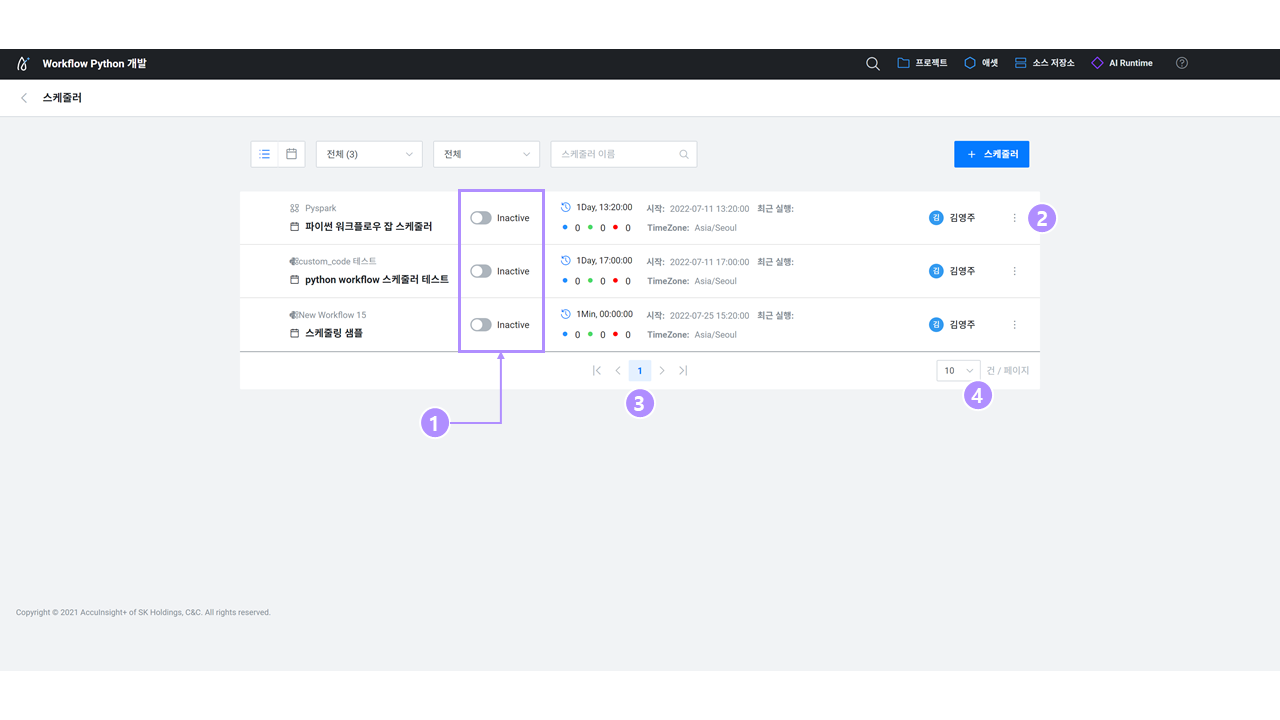 Workflow Python 개발
프로젝트 애셋 소스 저장소 AI Runtime ?
스케줄러
전체 (3) 전체 스케줄러 이름 + 스케줄러
Pyspark
파이썬 워크플로우 잡 스케줄러
Inactive
1Day, 13:20:00 시작: 2022-07-11 13:20:00 최근 실행:
0 0 0 TimeZone: Asia/Seoul
김 김영주
2
custom_code 테스트
python workflow 스케줄러 테스트
Inactive
1Day, 17:00:00 시작: 2022-07-11 17:00:00 최근 실행:
0 0 0 TimeZone: Asia/Seoul
김 김영주
New Workflow 15
스케줄링 샘플
Inactive
1Min, 00:00:00 시작: 2022-07-25 15:20:00 최근 실행:
0 0 0 TimeZone: Asia/Seoul
김 김영주
1 10 건 / 페이지
3 4
1
Copyright © 2021 AccuInsight+ of SK Holdings, C&C. All rights reserved.